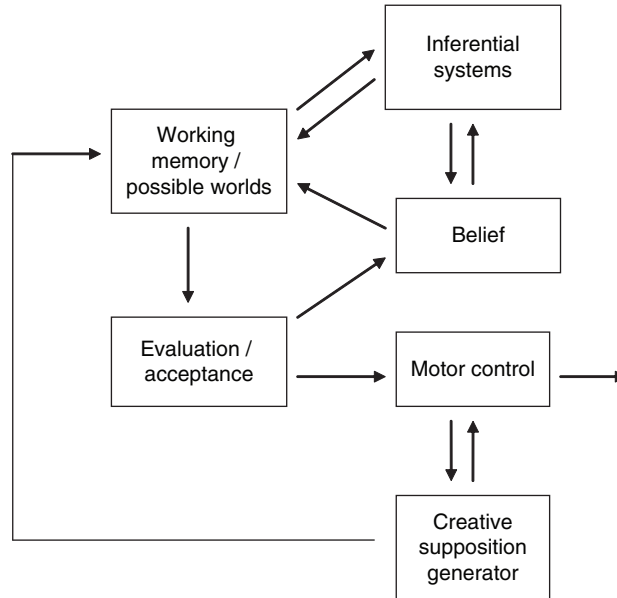 Inferential
systems
Working
memory /
possible worlds
Belief
Evaluation /
acceptance
Motor control
Creative
supposition
generator